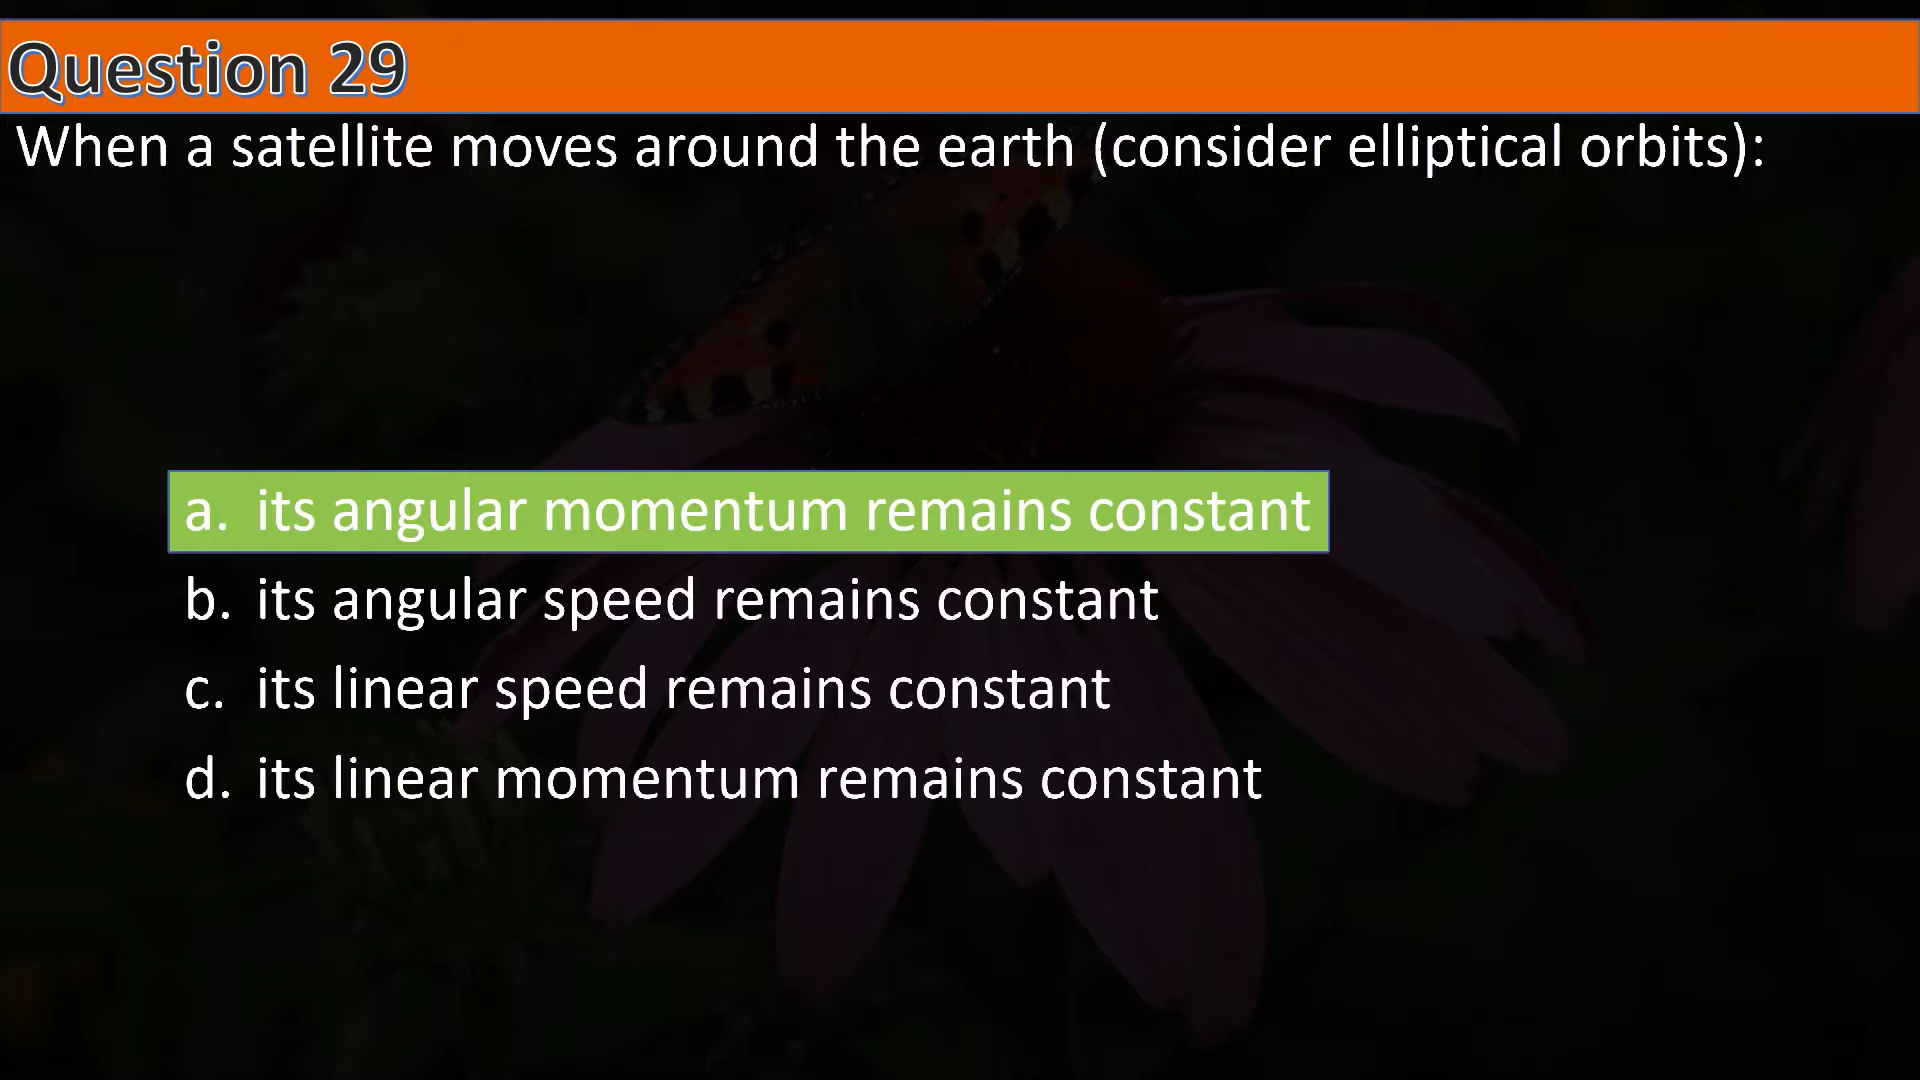 Question 29
When a satellite moves around the earth (consider elliptical orbits):
a. its angular momentum remains constant
b. its angular speed remains constant
c. its linear speed remains constant
d. its linear momentum remains constant